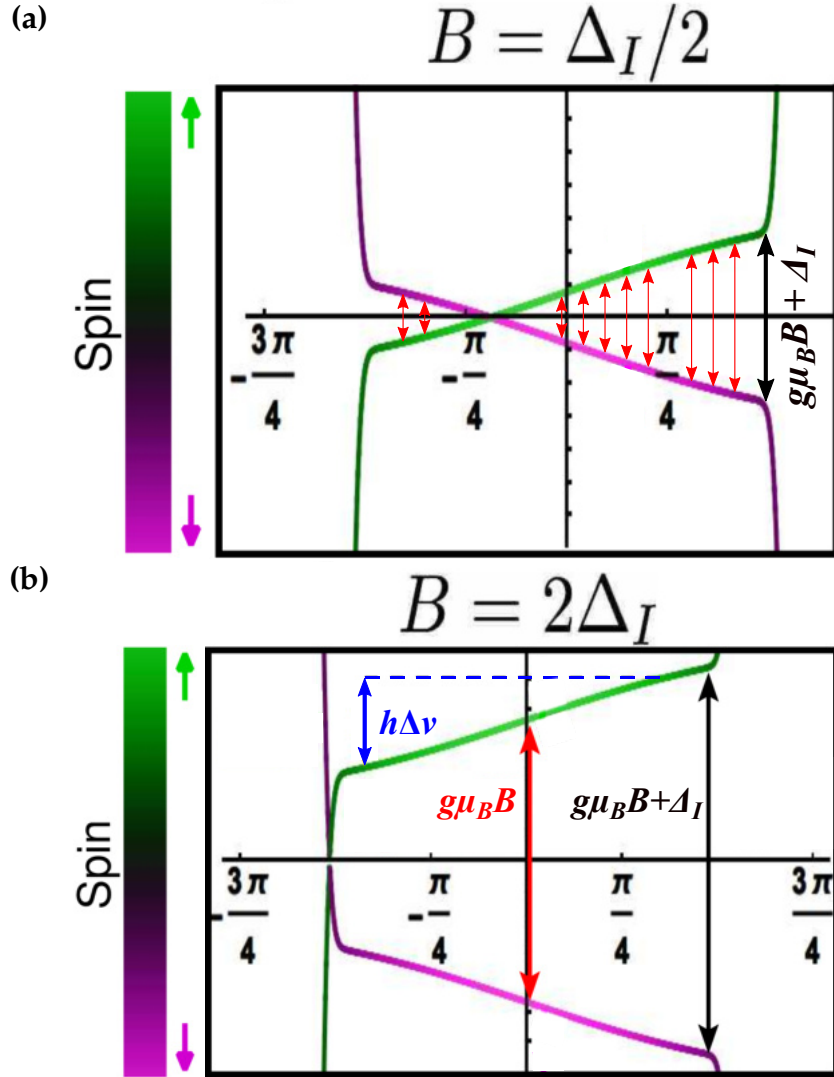 (a)
B = Δ_I/2
Spin
gμ_BB + Δ_I
-3π/4
-π/4
π/4
(b)
B = 2Δ_I
Spin
hΔν
gμ_BB
gμ_BB+Δ_I
-3π/4
-π/4
π/4
3π/4